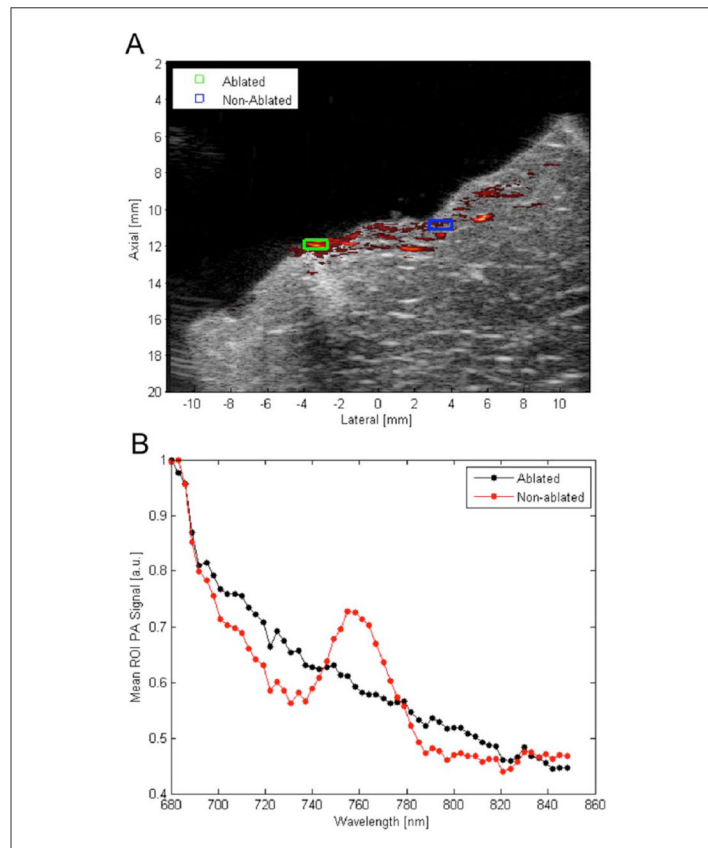 A
2
4
6
8
10
12
14
16
18
20
Axial [mm]
Ablated
Non-Ablated
-10 -8 -6 -4 -2 0 2 4 6 8 10
Lateral [mm]
B
1
0.9
0.8
0.7
0.6
0.5
0.4
Mean ROI PA Signal [a.u.]
Ablated
Non-ablated
680 700 720 740 760 780 800 820 840 860
Wavelength [nm]